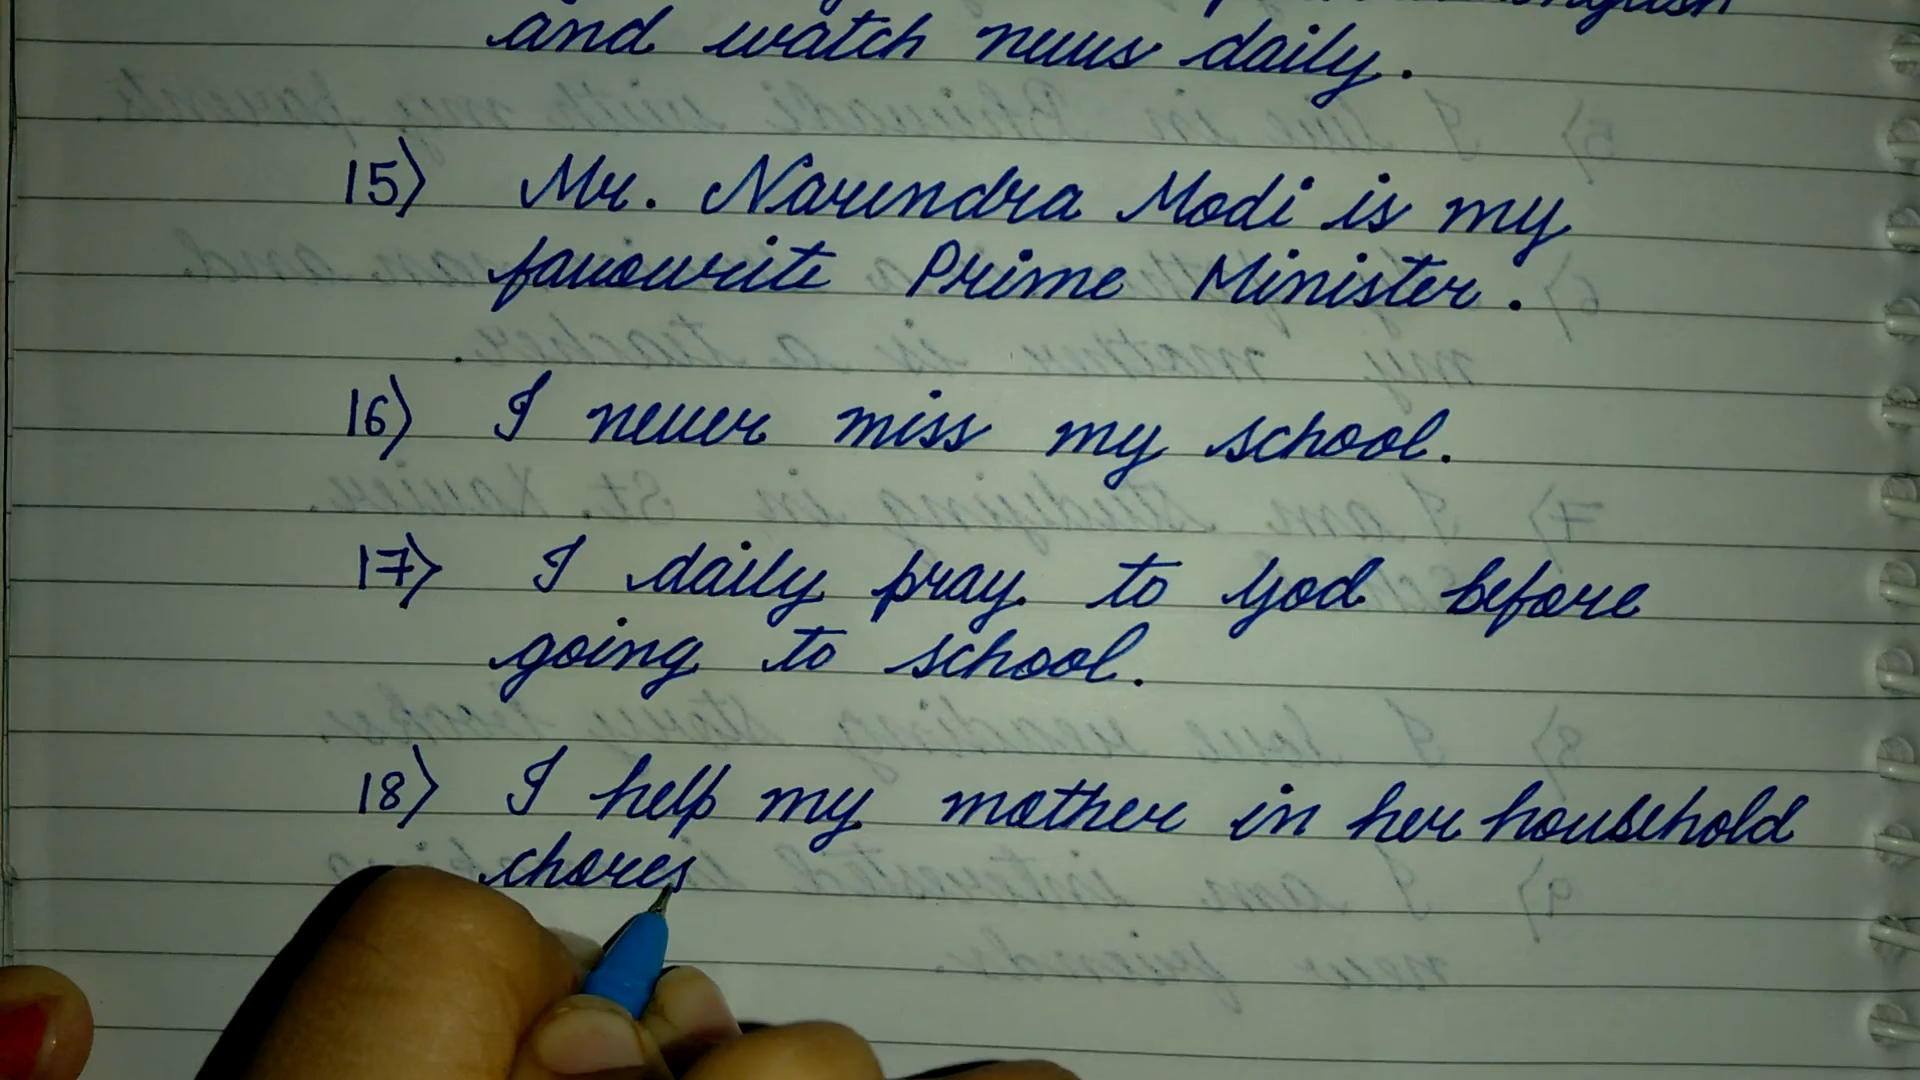 English
and watch news daily.
15) Mr. Narendra Modi is my
favourite Prime Minister.
16) I never miss my school.
17) I daily pray to God before
going to school.
18) I help my mother in her household
chores